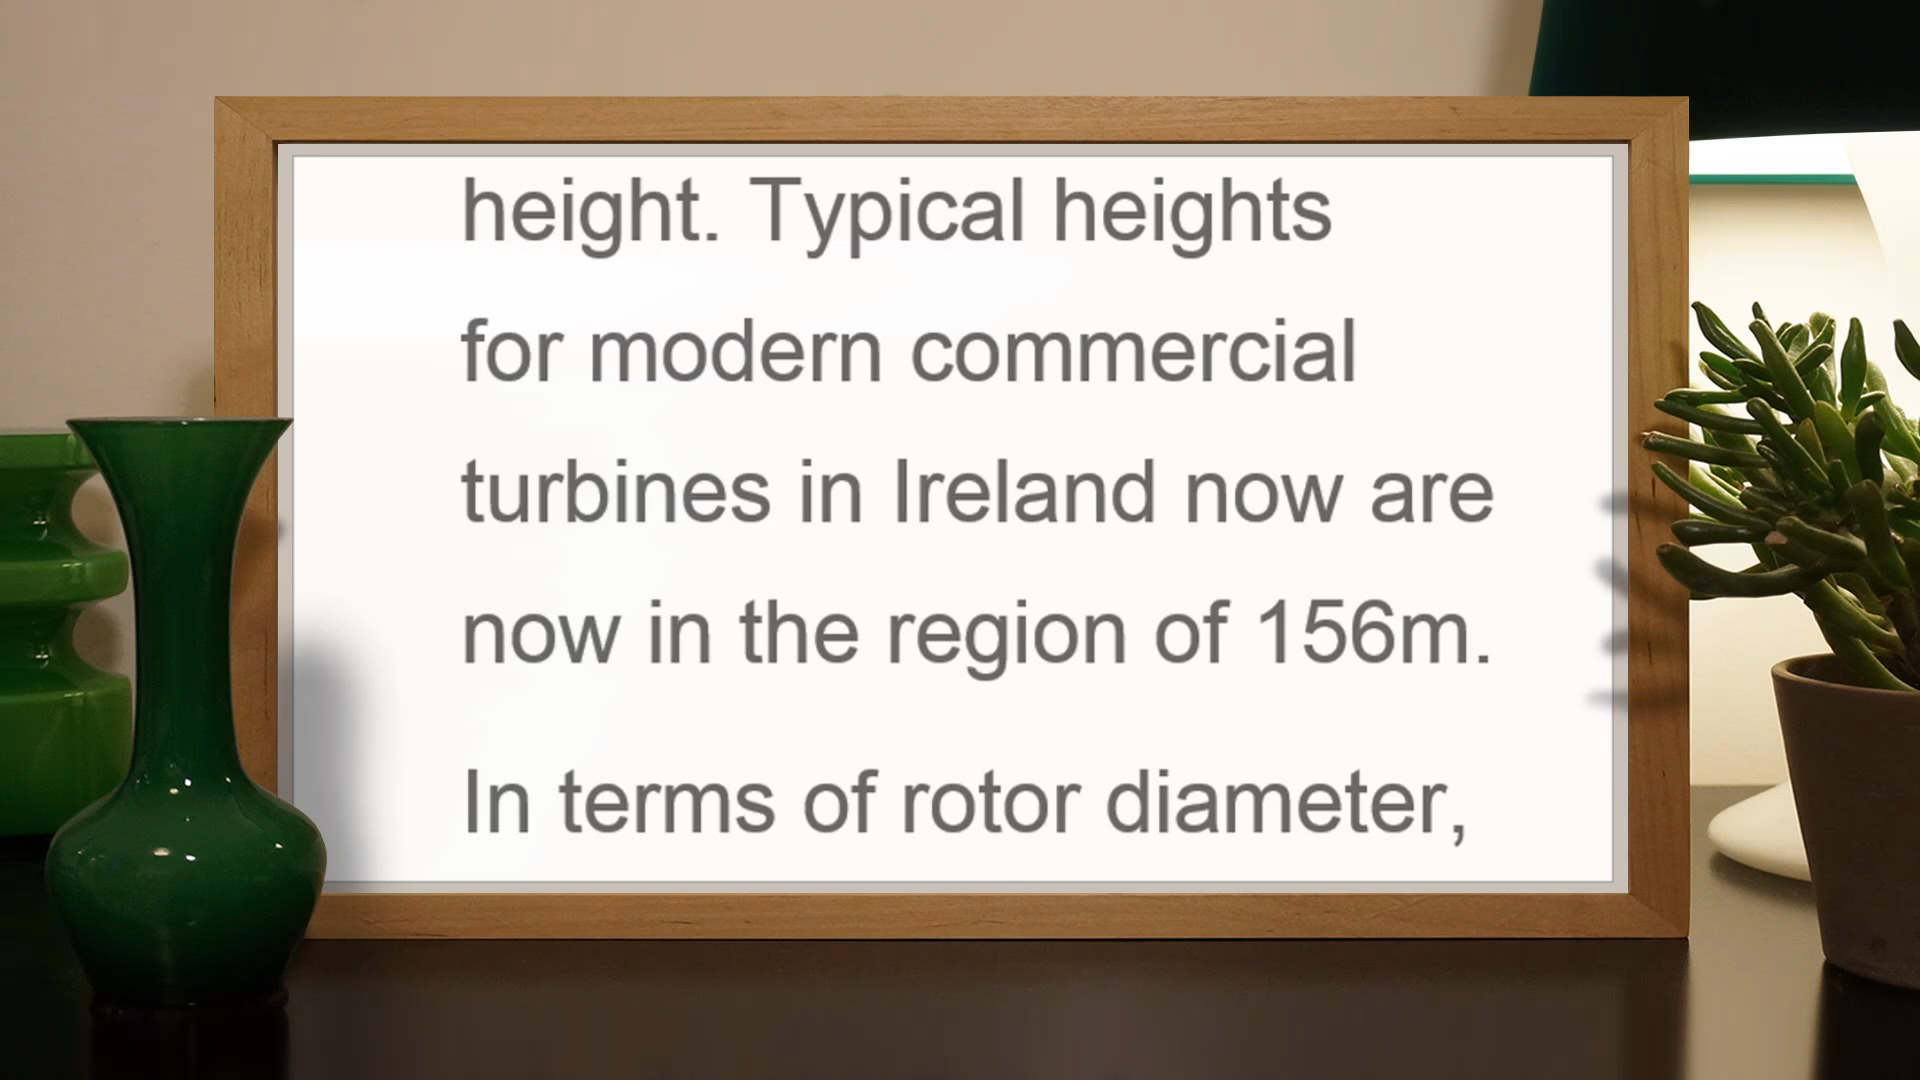 height. Typical heights
for modern commercial
turbines in Ireland now are
now in the region of 156m.
In terms of rotor diameter,